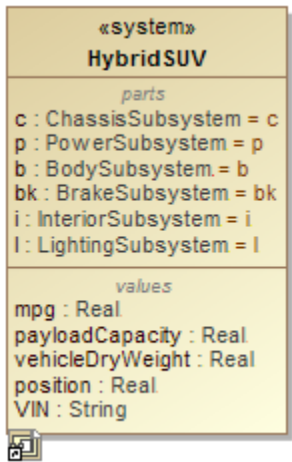 «system»
HybridSUV
parts
c : ChassisSubsystem = c
p : PowerSubsystem = p
b : BodySubsystem = b
bk : BrakeSubsystem = bk
i : InteriorSubsystem = i
l : LightingSubsystem = l
values
mpg : Real
payloadCapacity : Real
vehicleDryWeight : Real
position : Real
VIN : String